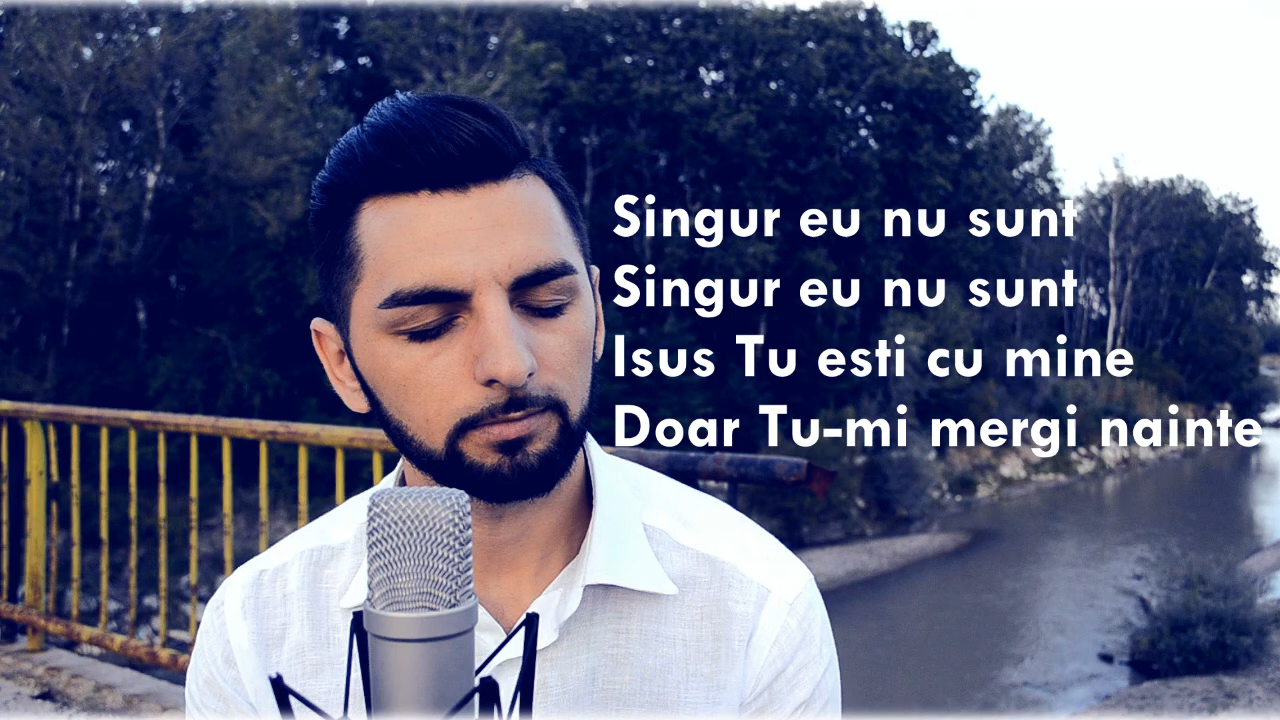 Singur eu nu sunt
Singur eu nu sunt
Isus Tu esti cu mine
Doar Tu-mi mergi nainte